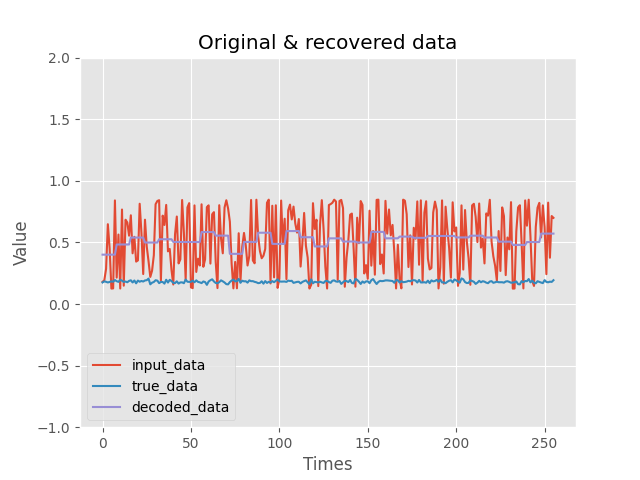 Original & recovered data
Value
2.0
1.5
1.0
0.5
0.0
−0.5
−1.0
input_data
true_data
decoded_data
0 50 100 150 200 250
Times